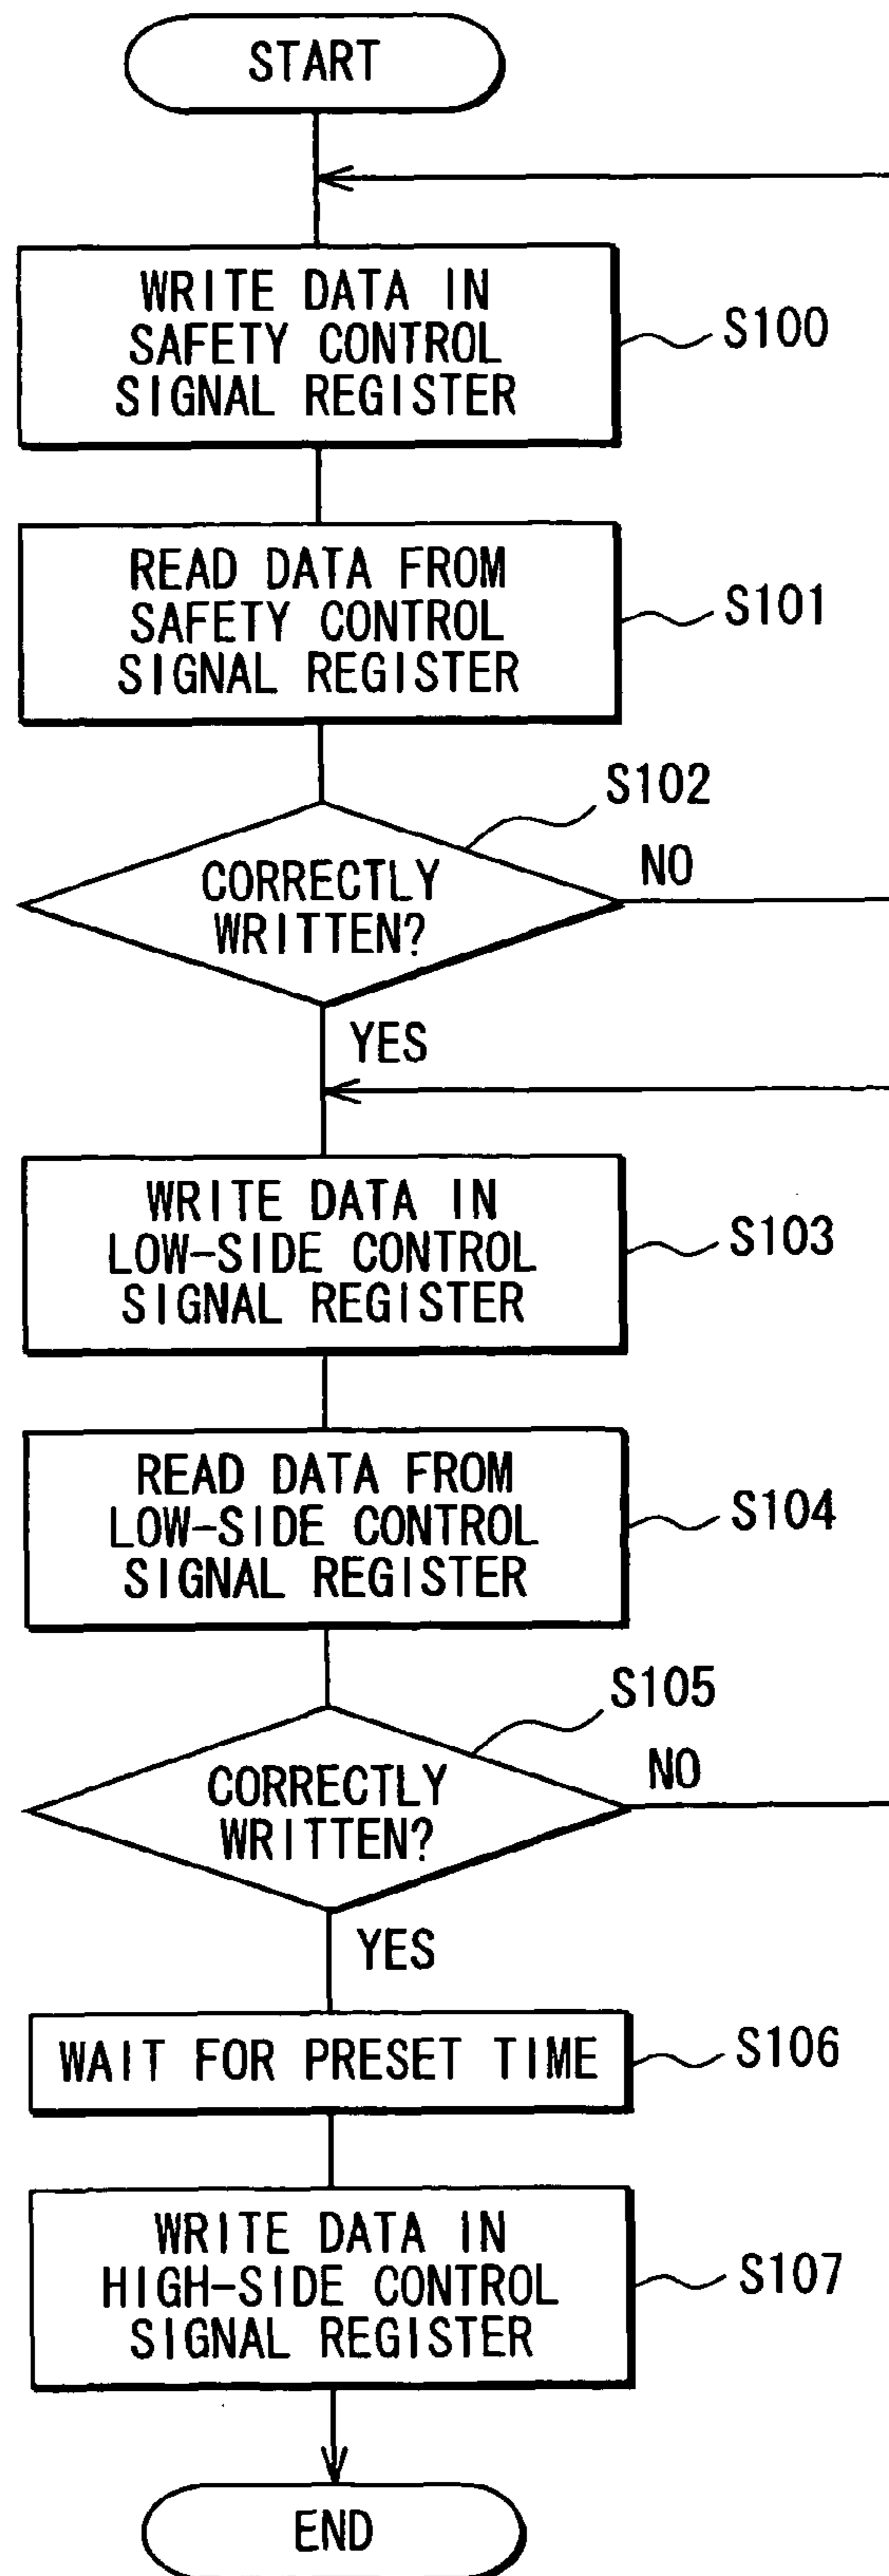 START
WRITE DATA IN
SAFETY CONTROL
SIGNAL REGISTER
S100
READ DATA FROM
SAFETY CONTROL
SIGNAL REGISTER
S101
S102
CORRECTLY
WRITTEN?
NO
YES
WRITE DATA IN
LOW-SIDE CONTROL
SIGNAL REGISTER
S103
READ DATA FROM
LOW-SIDE CONTROL
SIGNAL REGISTER
S104
S105
CORRECTLY
WRITTEN?
NO
YES
WAIT FOR PRESET TIME
S106
WRITE DATA IN
HIGH-SIDE CONTROL
SIGNAL REGISTER
S107
END